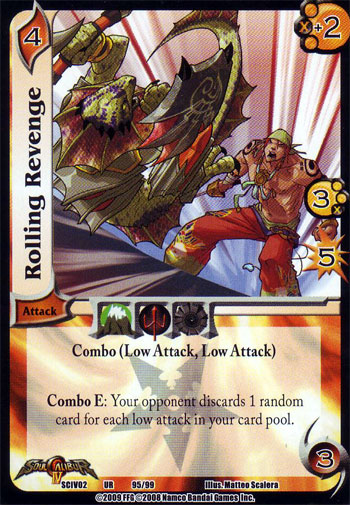 4
+2
Rolling Revenge
3
5
Attack
Combo (Low Attack, Low Attack)
Combo E: Your opponent discards 1 random
card for each low attack in your card pool.
3
SOULCALIBUR
IV
SCIV02 UR 95/99 Illus. Matteo Scalera
©2009 FFG ©2008 Namco Bandai Games Inc.